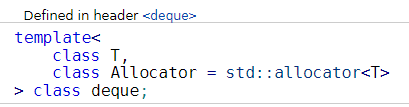 Defined in header <deque>
template<
    class T,
    class Allocator = std::allocator<T>
> class deque;